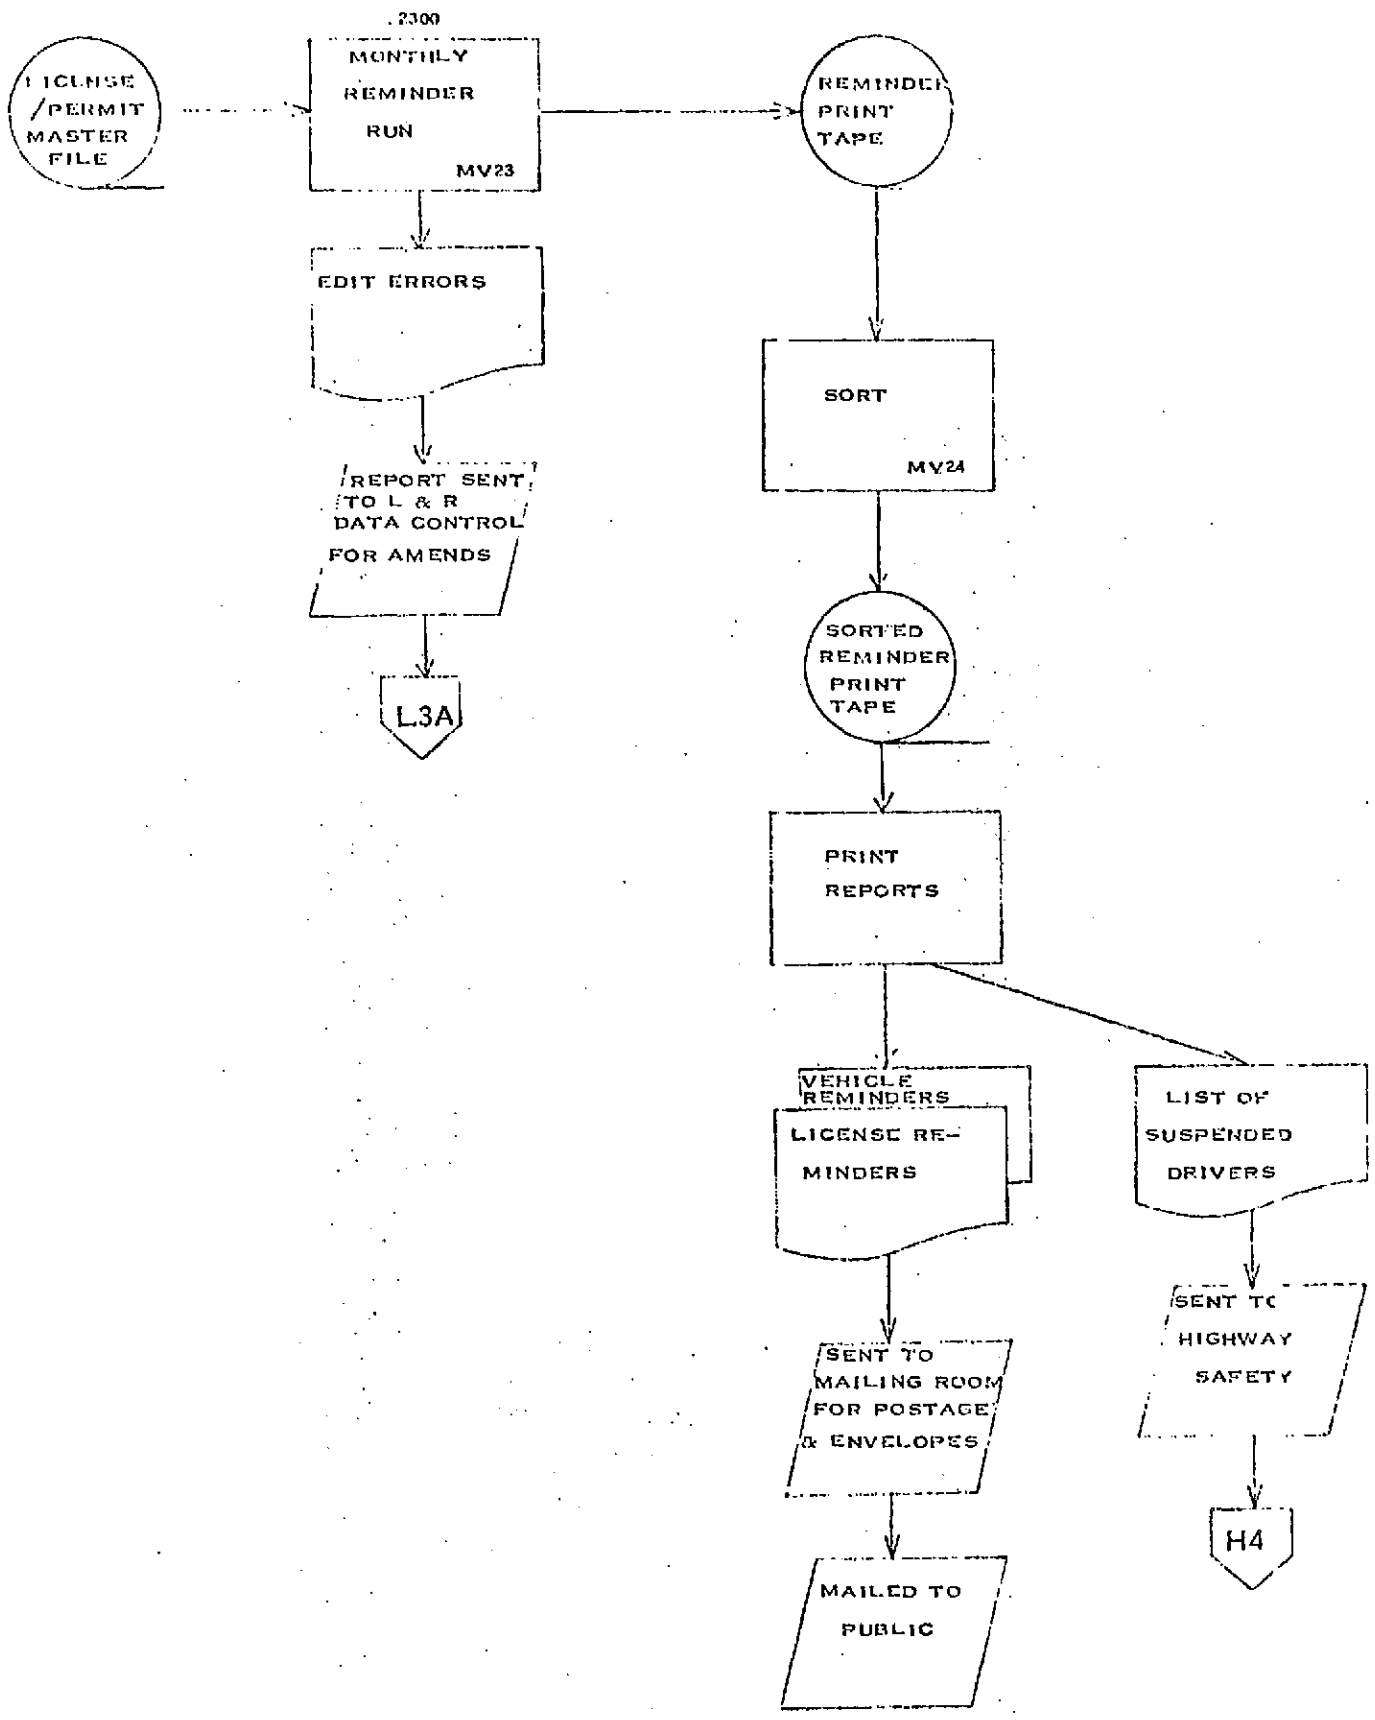 .2300
LICENSE
/PERMIT
MASTER
FILE
MONTHLY
REMINDER
RUN
MV23
REMINDER
PRINT
TAPE
EDIT ERRORS
SORT
MV24
REPORT SENT
TO L & R
DATA CONTROL
FOR AMENDS
L3A
SORTED
REMINDER
PRINT
TAPE
PRINT
REPORTS
VEHICLE
REMINDERS
LICENSE RE-
MINDERS
LIST OF
SUSPENDED
DRIVERS
SENT TO
MAILING ROOM
FOR POSTAGE
& ENVELOPES
SENT TO
HIGHWAY
SAFETY
H4
MAILED TO
PUBLIC